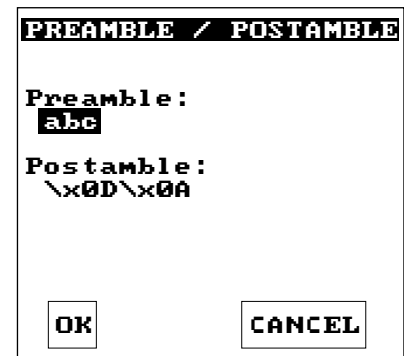 PREAMBLE / POSTAMBLE
Preamble:
abc
Postamble:
\x0D\x0A
OK
CANCEL